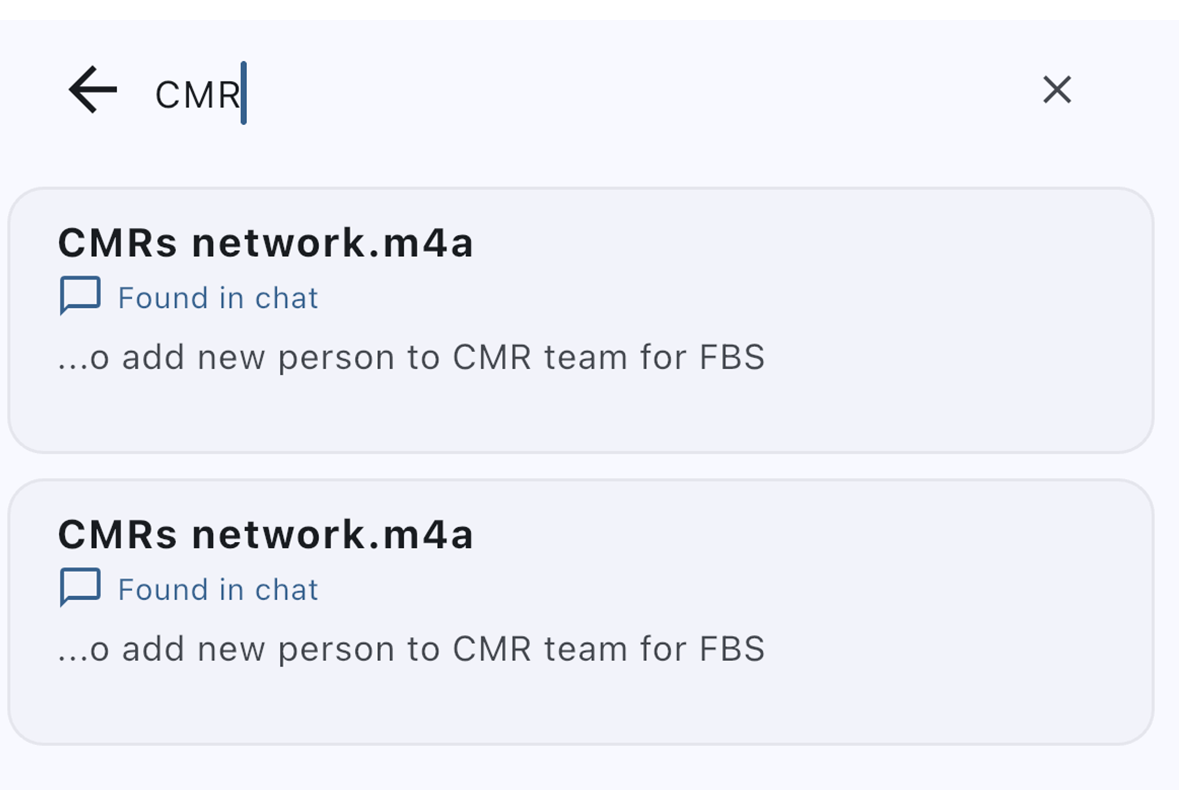 CMR
CMRs network.m4a
Found in chat
...o add new person to CMR team for FBS
CMRs network.m4a
Found in chat
...o add new person to CMR team for FBS